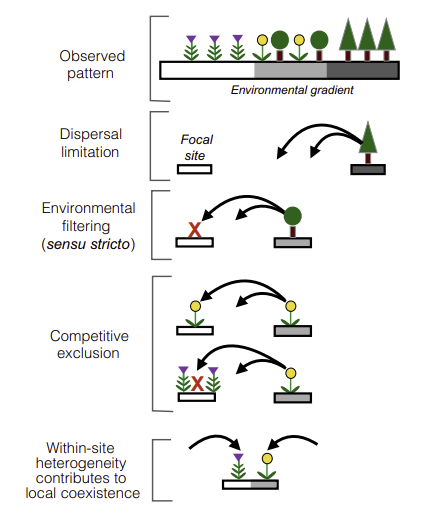 Observed
pattern
Environmental gradient
Dispersal
limitation
Focal
site
Environmental
filtering
(sensu stricto)
X
Competitive
exclusion
X
Within-site
heterogeneity
contributes to
local coexistence